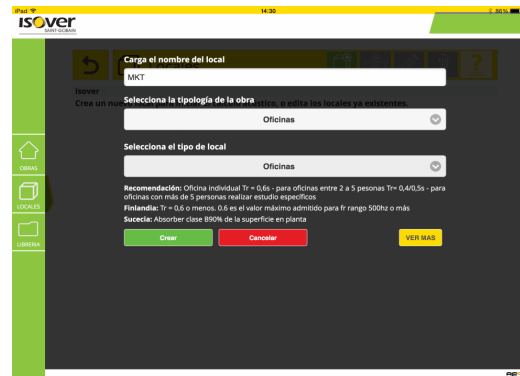 iPad
14:30
86%
isover
SAINT-GOBAIN
?
Isover
Crea un nu
ústico, o edita los locales ya existentes.
Carga el nombre del local
MKT
Selecciona la tipología de la obra
Oficinas
Selecciona el tipo de local
Oficinas
Recomendación: Oficina individual Tr = 0,6s - para oficinas entre 2 a 5 pesonas Tr= 0,4/0,5s - para
oficinas con más de 5 personas realizar estudio específicos
Finlandia: Tr = 0,6 o menos. 0.6 es el valor máximo admitido para fr rango 500hz o más
Sucecia: Absorber clase B90% de la superficie en planta
Crear
Cancelar
VER MAS
OBRAS
LOCALES
LIBRERIA